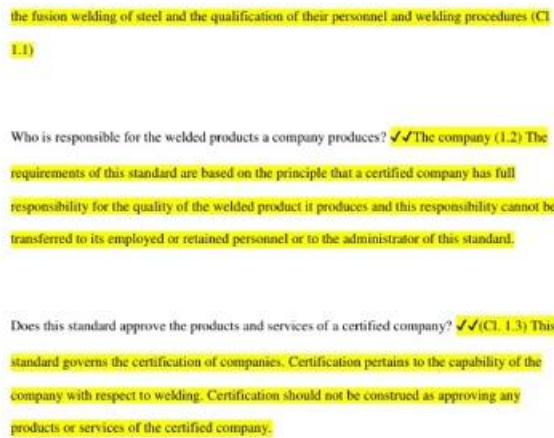 the fusion welding of steel and the qualification of their personnel and welding procedures (Cl
1.1)
Who is responsible for the welded products a company produces? ✓✓The company (1.2) The
requirements of this standard are based on the principle that a certified company has full
responsibility for the quality of the welded product it produces and this responsibility cannot be
transferred to its employed or retained personnel or to the administrator of this standard.
Does this standard approve the products and services of a certified company? ✓✓(Cl. 1.3) This
standard governs the certification of companies. Certification pertains to the capability of the
company with respect to welding. Certification should not be construed as approving any
products or services of the certified company.